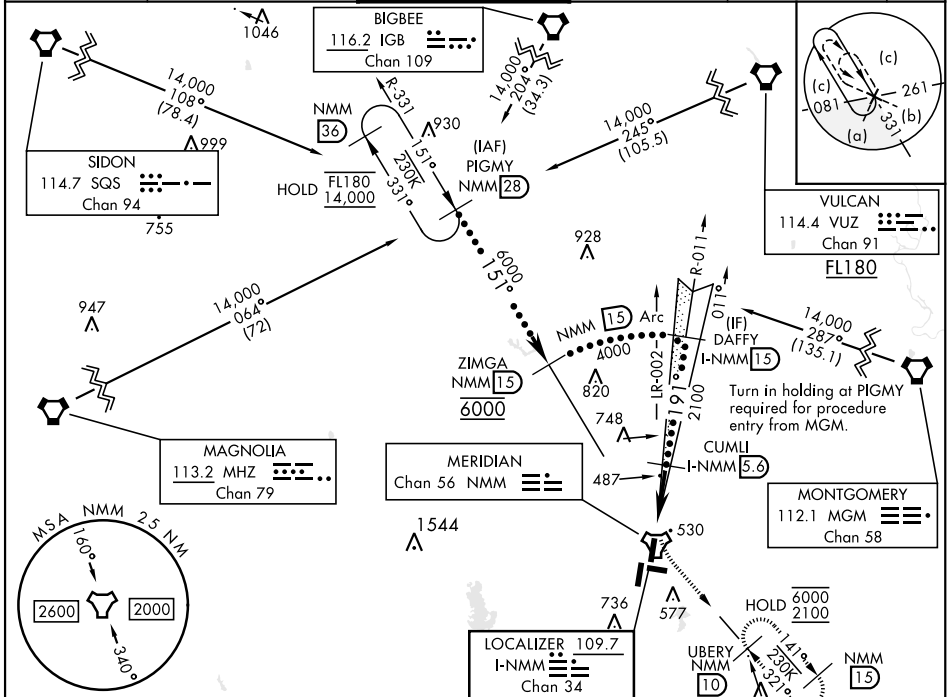 1046
BIGBEE
116.2 IGB
Chan 109
14,000
204°
(34.3)
14,000
108°
(78.4)
SIDON
114.7 SQS
Chan 94
999
755
NMM
36
R-331
930
151°
230K
331°
HOLD FL180
14,000
(IAF)
PIGMY
NMM 28
14,000
245°
(105.5)
(c)
(c)
081
261
(b)
(a)
331
VULCAN
114.4 VUZ
Chan 91
FL180
928
6000
151°
947
14,000
064°
(72)
NMM 15 Arc
4000
ZIMGA
NMM 15
6000
820
LR-002
R-011
011°
(IF)
DAFFY
I-NMM 15
14,000
287°
(135.1)
Turn in holding at PIGMY
required for procedure
entry from MGM.
191°
2100
748
CUMLI
I-NMM 5.6
487
MAGNOLIA
113.2 MHZ
Chan 79
MERIDIAN
Chan 56 NMM
MONTGOMERY
112.1 MGM
Chan 58
1544
530
MSA NMM 25 NM
160°
2600
2000
340°
736
577
LOCALIZER 109.7
I-NMM
Chan 34
HOLD 6000
2100
141°
230K
321°
UBERY
NMM
10
NMM
15